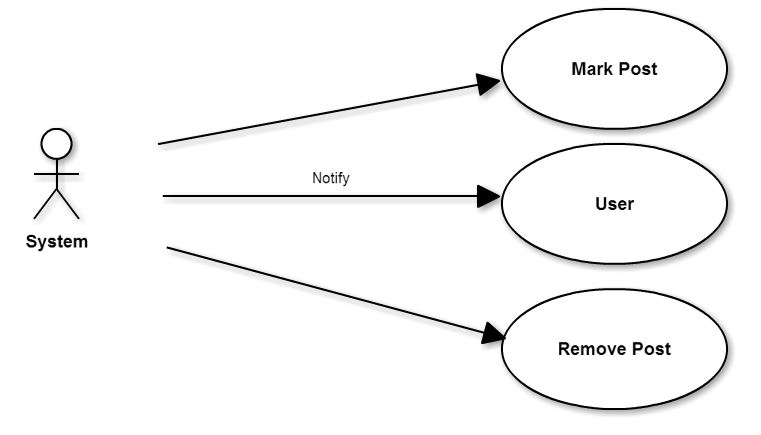 Mark Post
Notify
User
System
Remove Post